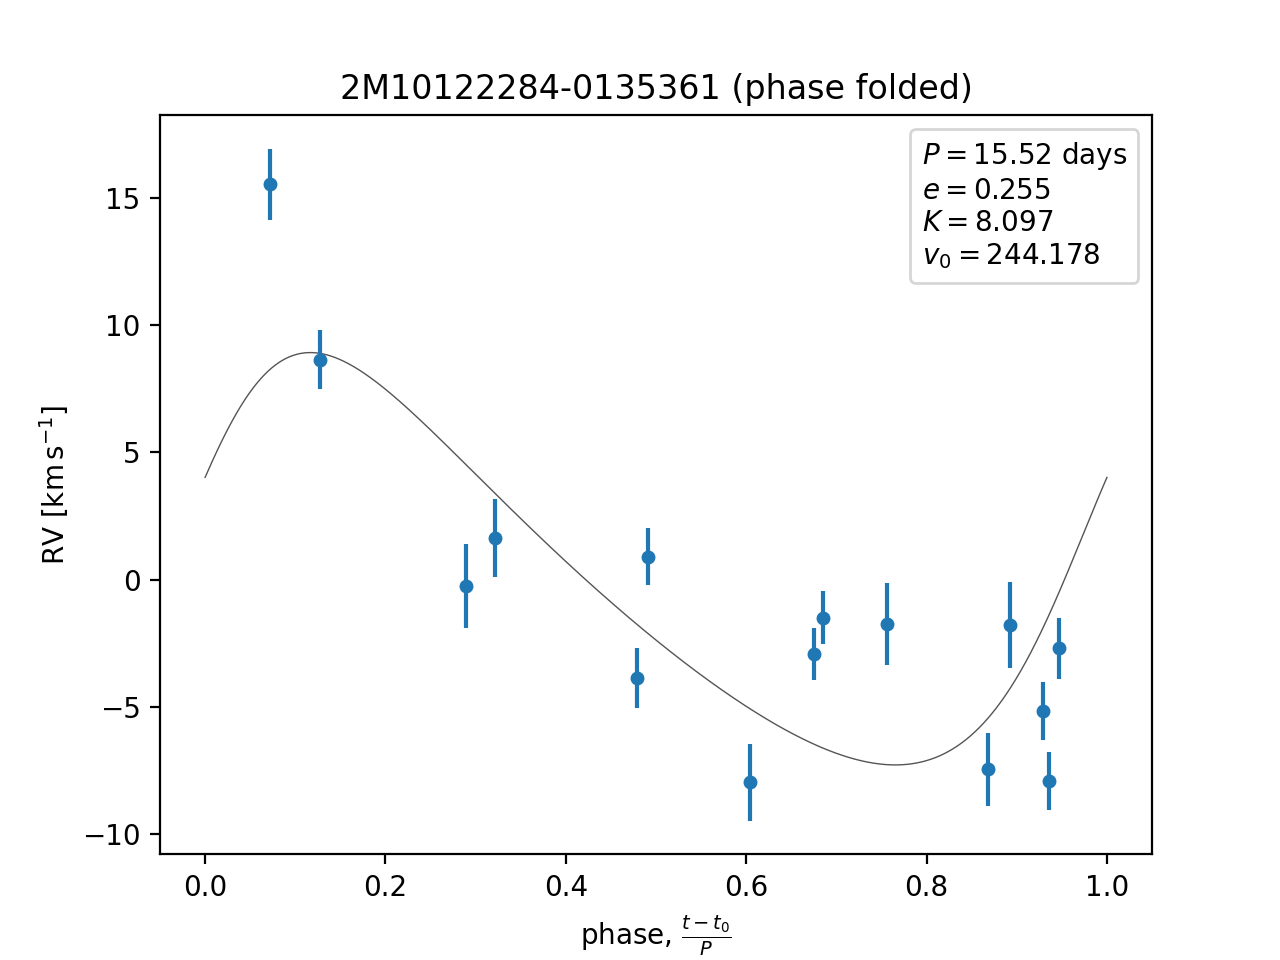 2M10122284-0135361 (phase folded)
P = 15.52 days
e = 0.255
K = 8.097
v₀ = 244.178
RV [km s⁻¹]
15
10
5
0
−5
−10
0.0 0.2 0.4 0.6 0.8 1.0
phase, (t − t₀)/P